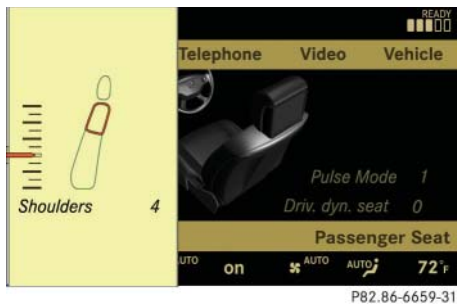 READY
Telephone Video Vehicle
Pulse Mode 1
Shoulders 4
Driv. dyn. seat 0
Passenger Seat
UTO on AUTO AUTO 72°F
P82.86-6659-31